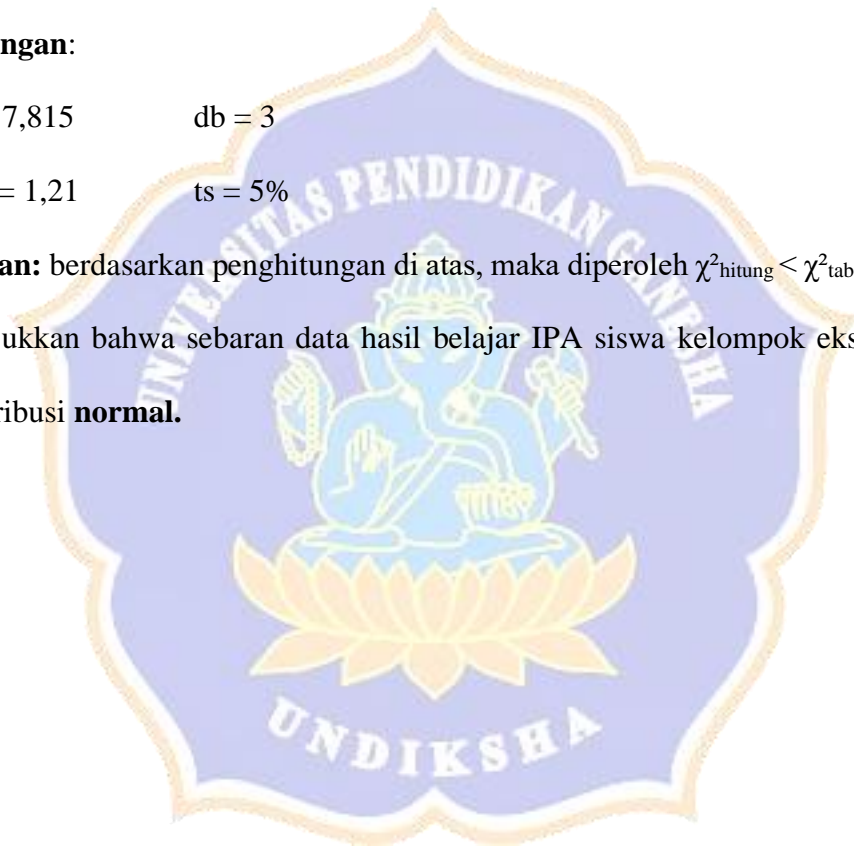 ngan:
7,815 db = 3
= 1,21 ts = 5%
an: berdasarkan penghitungan di atas, maka diperoleh χ²hitung < χ²tab
ukkan bahwa sebaran data hasil belajar IPA siswa kelompok eks
ribusi normal.
UNIVERSITAS PENDIDIKAN GANESHA
UNDIKSHA